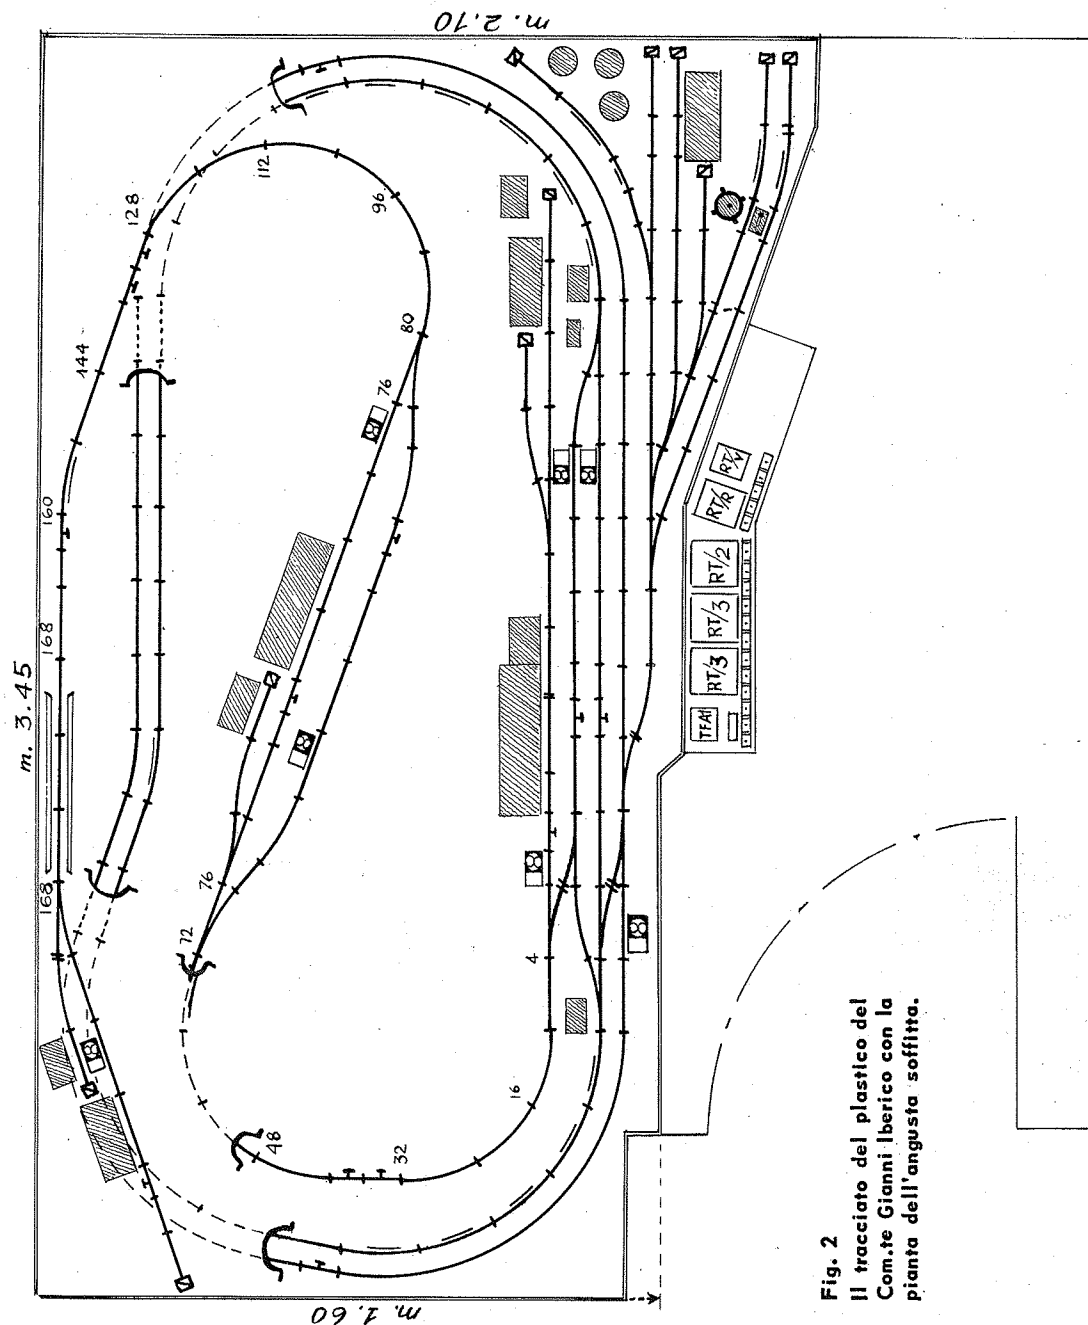 m. 2.10
m. 3.45
m. 1.60
4
16
32
48
72
76
76
80
96
112
128
144
160
168
168
TFA1
RT/3
RT/3
RT/2
RT/R
RT/V
Fig. 2
Il tracciato del plastico del
Com.te Gianni Iberico con la
pianta dell'angusta soffitta.